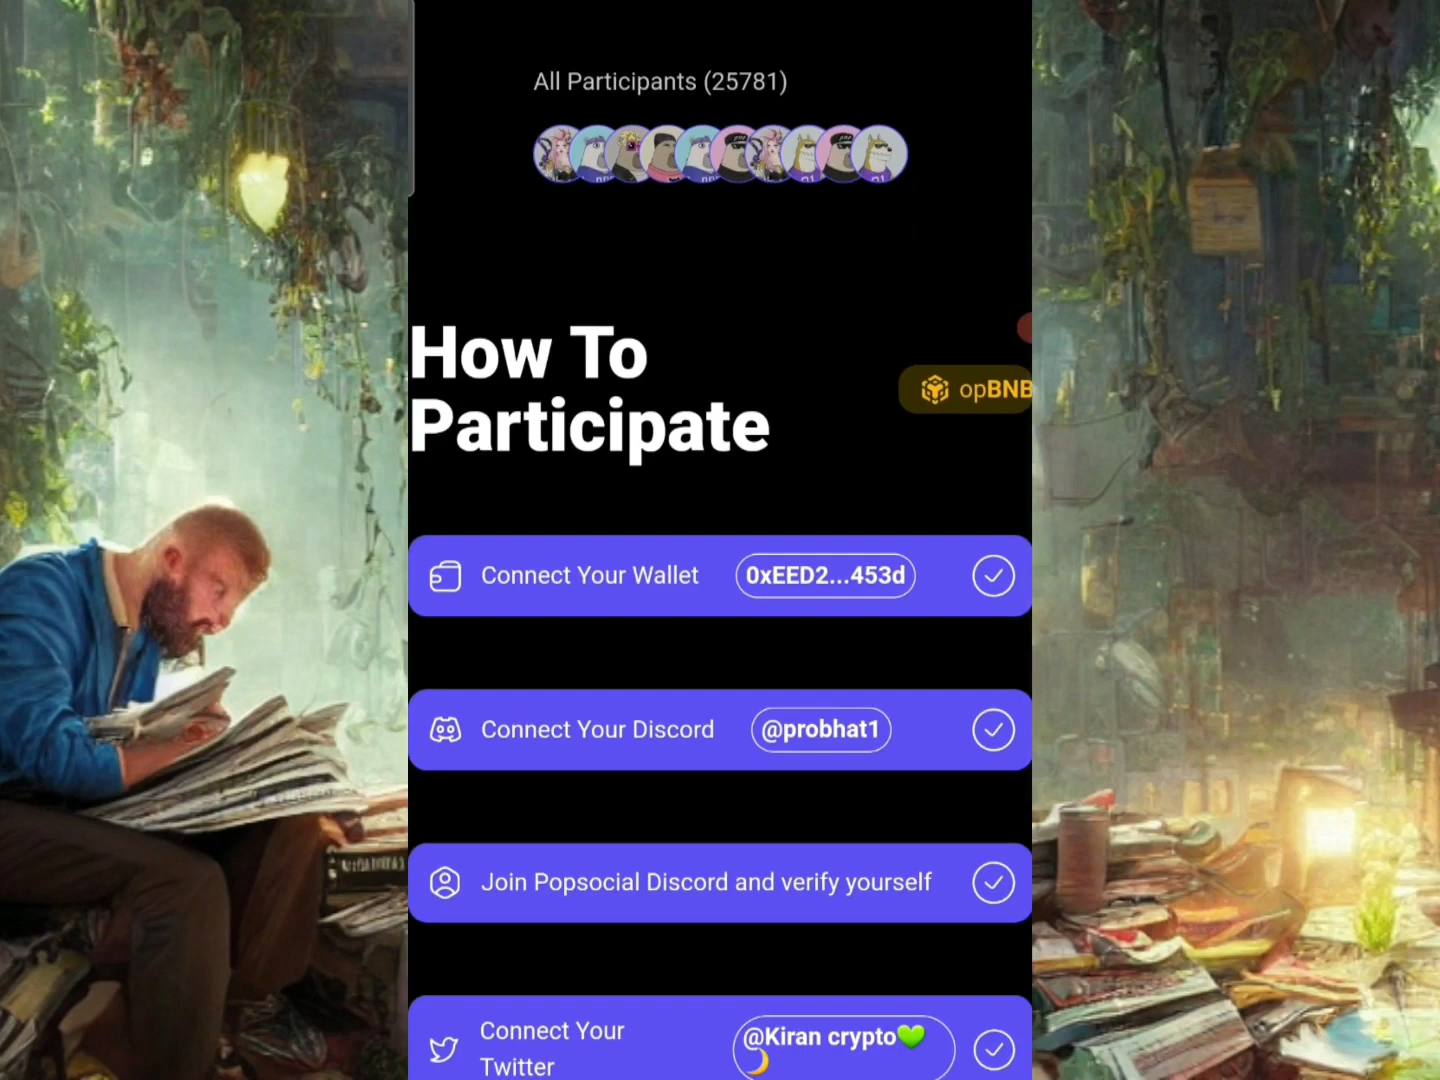 All Participants (25781)
How To
Participate
opBNB
Connect Your Wallet 0xEED2...453d
Connect Your Discord @probhat1
Join Popsocial Discord and verify yourself
Connect Your
Twitter
@Kiran crypto💚
🌙